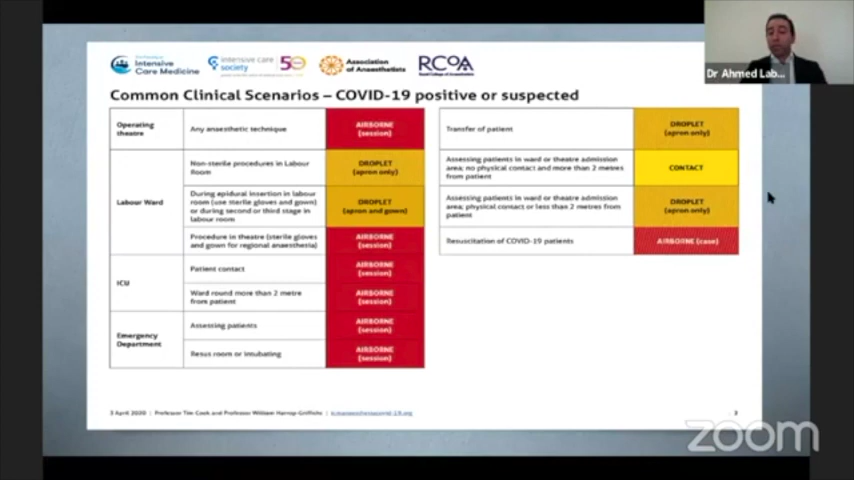 Intensive
Care Medicine
intensive care
society
50
Association
of Anaesthetists
RCOA
Royal College of Anaesthetists
Dr Ahmed Lab...
Common Clinical Scenarios – COVID-19 positive or suspected
Operating
theatre
Any anaesthetic technique
AIRBORNE
(session)
Labour Ward
Non-sterile procedures in Labour
Room
DROPLET
(apron only)
During epidural insertion in labour
room (use sterile gloves and gown)
or during second or third stage in
labour room
DROPLET
(apron and gown)
Procedure in theatre (sterile gloves
and gown for regional anaesthesia)
AIRBORNE
(session)
ICU
Patient contact
AIRBORNE
(session)
Ward round more than 2 metre
from patient
AIRBORNE
(session)
Emergency
Department
Assessing patients
AIRBORNE
(session)
Resus room or intubating
AIRBORNE
(session)
Transfer of patient
DROPLET
(apron only)
Assessing patients in ward or theatre admission
area; no physical contact and more than 2 metres
from patient
CONTACT
Assessing patients in ward or theatre admission
area; physical contact or less than 2 metres from
patient
DROPLET
(apron only)
Resuscitation of COVID-19 patients
AIRBORNE (case)
3 April 2020 | Professor Tim Cook and Professor William Harrop-Griffiths |
2
zoom